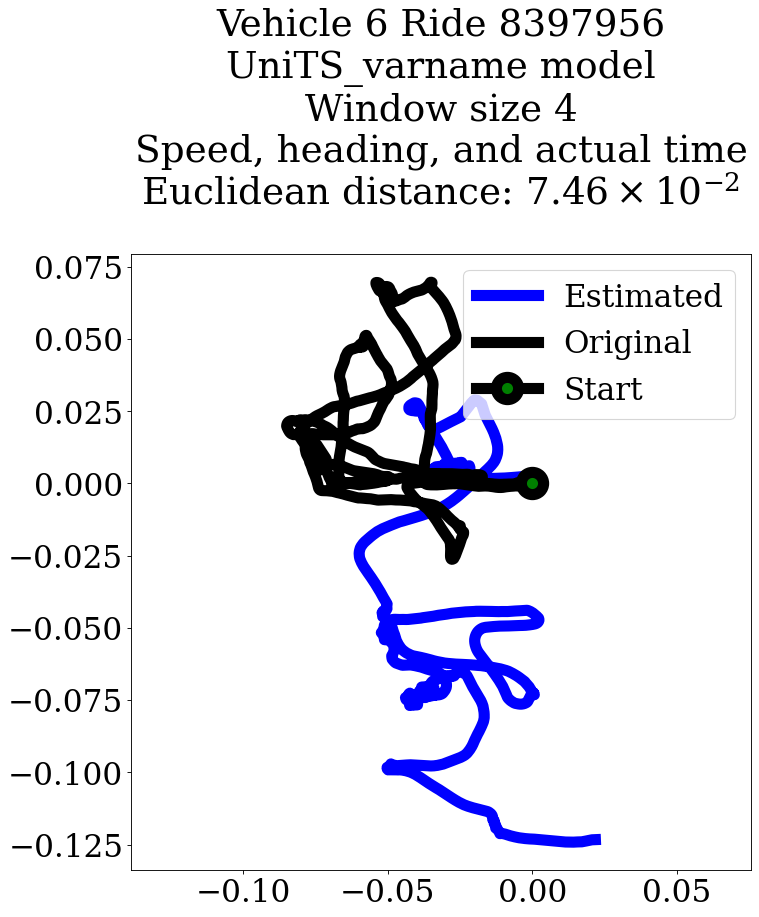 Vehicle 6 Ride 8397956
UniTS_varname model
Window size 4
Speed, heading, and actual time
Euclidean distance: 7.46 × 10⁻²
Estimated
Original
Start
0.075
0.050
0.025
0.000
−0.025
−0.050
−0.075
−0.100
−0.125
−0.10 −0.05 0.00 0.05